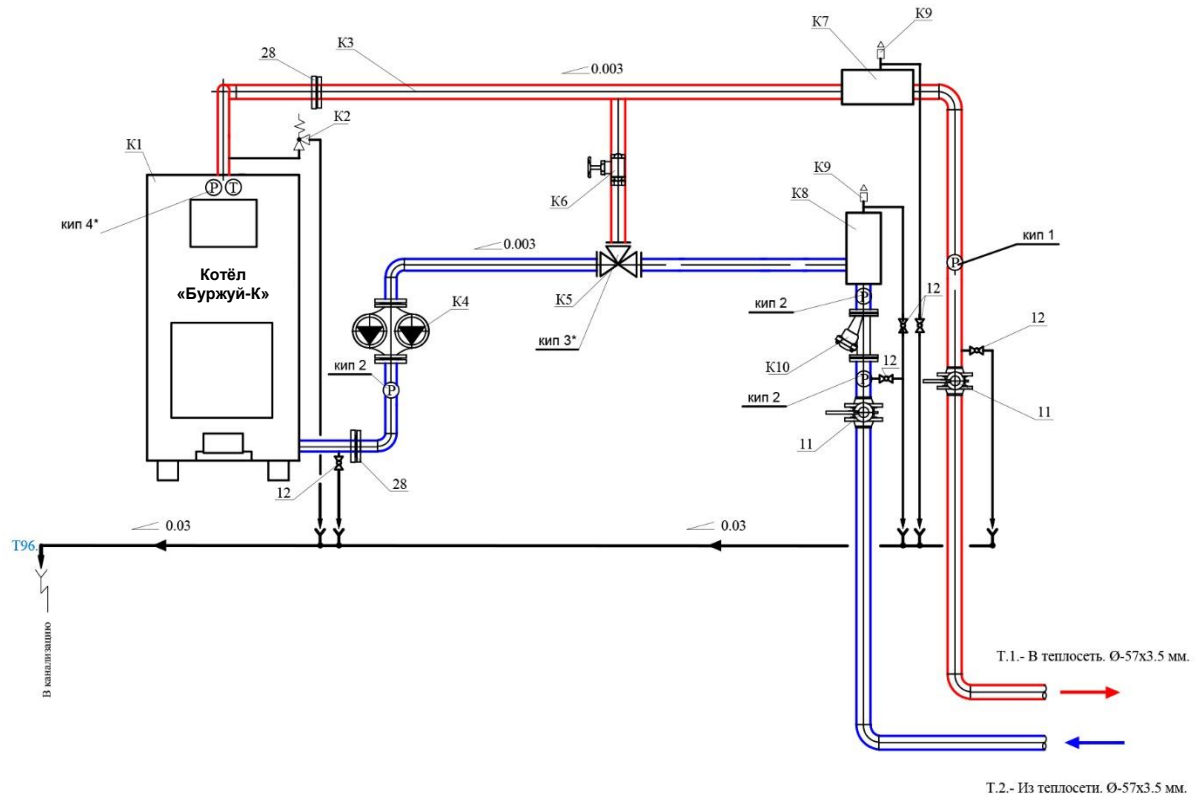 К7
К9
28
К3
0.003
К2
К1
Р
Т
К9
К6
К8
кип 4*
0.003
кип 1
Р
Котёл
«Буржуй-К»
К5
кип 2
Р
12
К4
кип 3*
12
К10
кип 2
12
Р
кип 2
Р
Р
11
11
12
28
0.03
0.03
Т96.
В канализацию
Т.1.- В теплосеть. Ø-57х3.5 мм.
Т.2.- Из теплосети. Ø-57х3.5 мм.